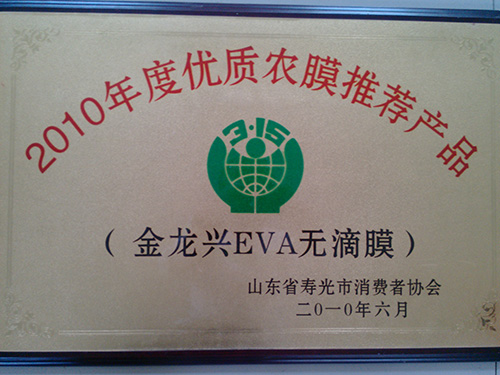 2010年度优质农膜推荐产品
3·15
（金龙兴EVA无滴膜）
山东省寿光市消费者协会
二0一0年六月